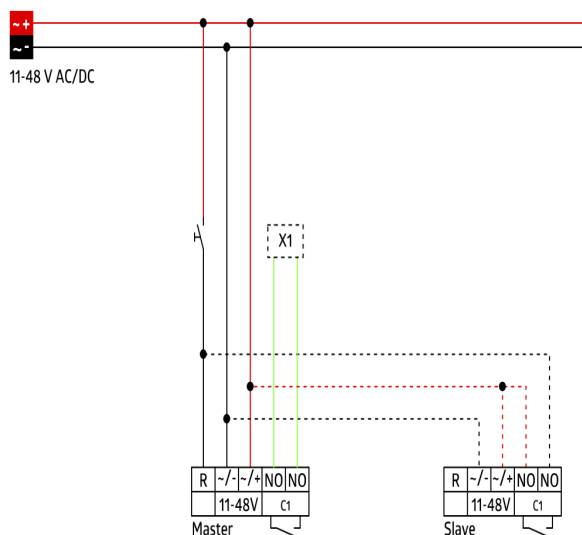 ~+
~-
11-48 V AC/DC
X1
R ~/- ~/+ NO NO
11-48V C1
Master
R ~/- ~/+ NO NO
11-48V C1
Slave